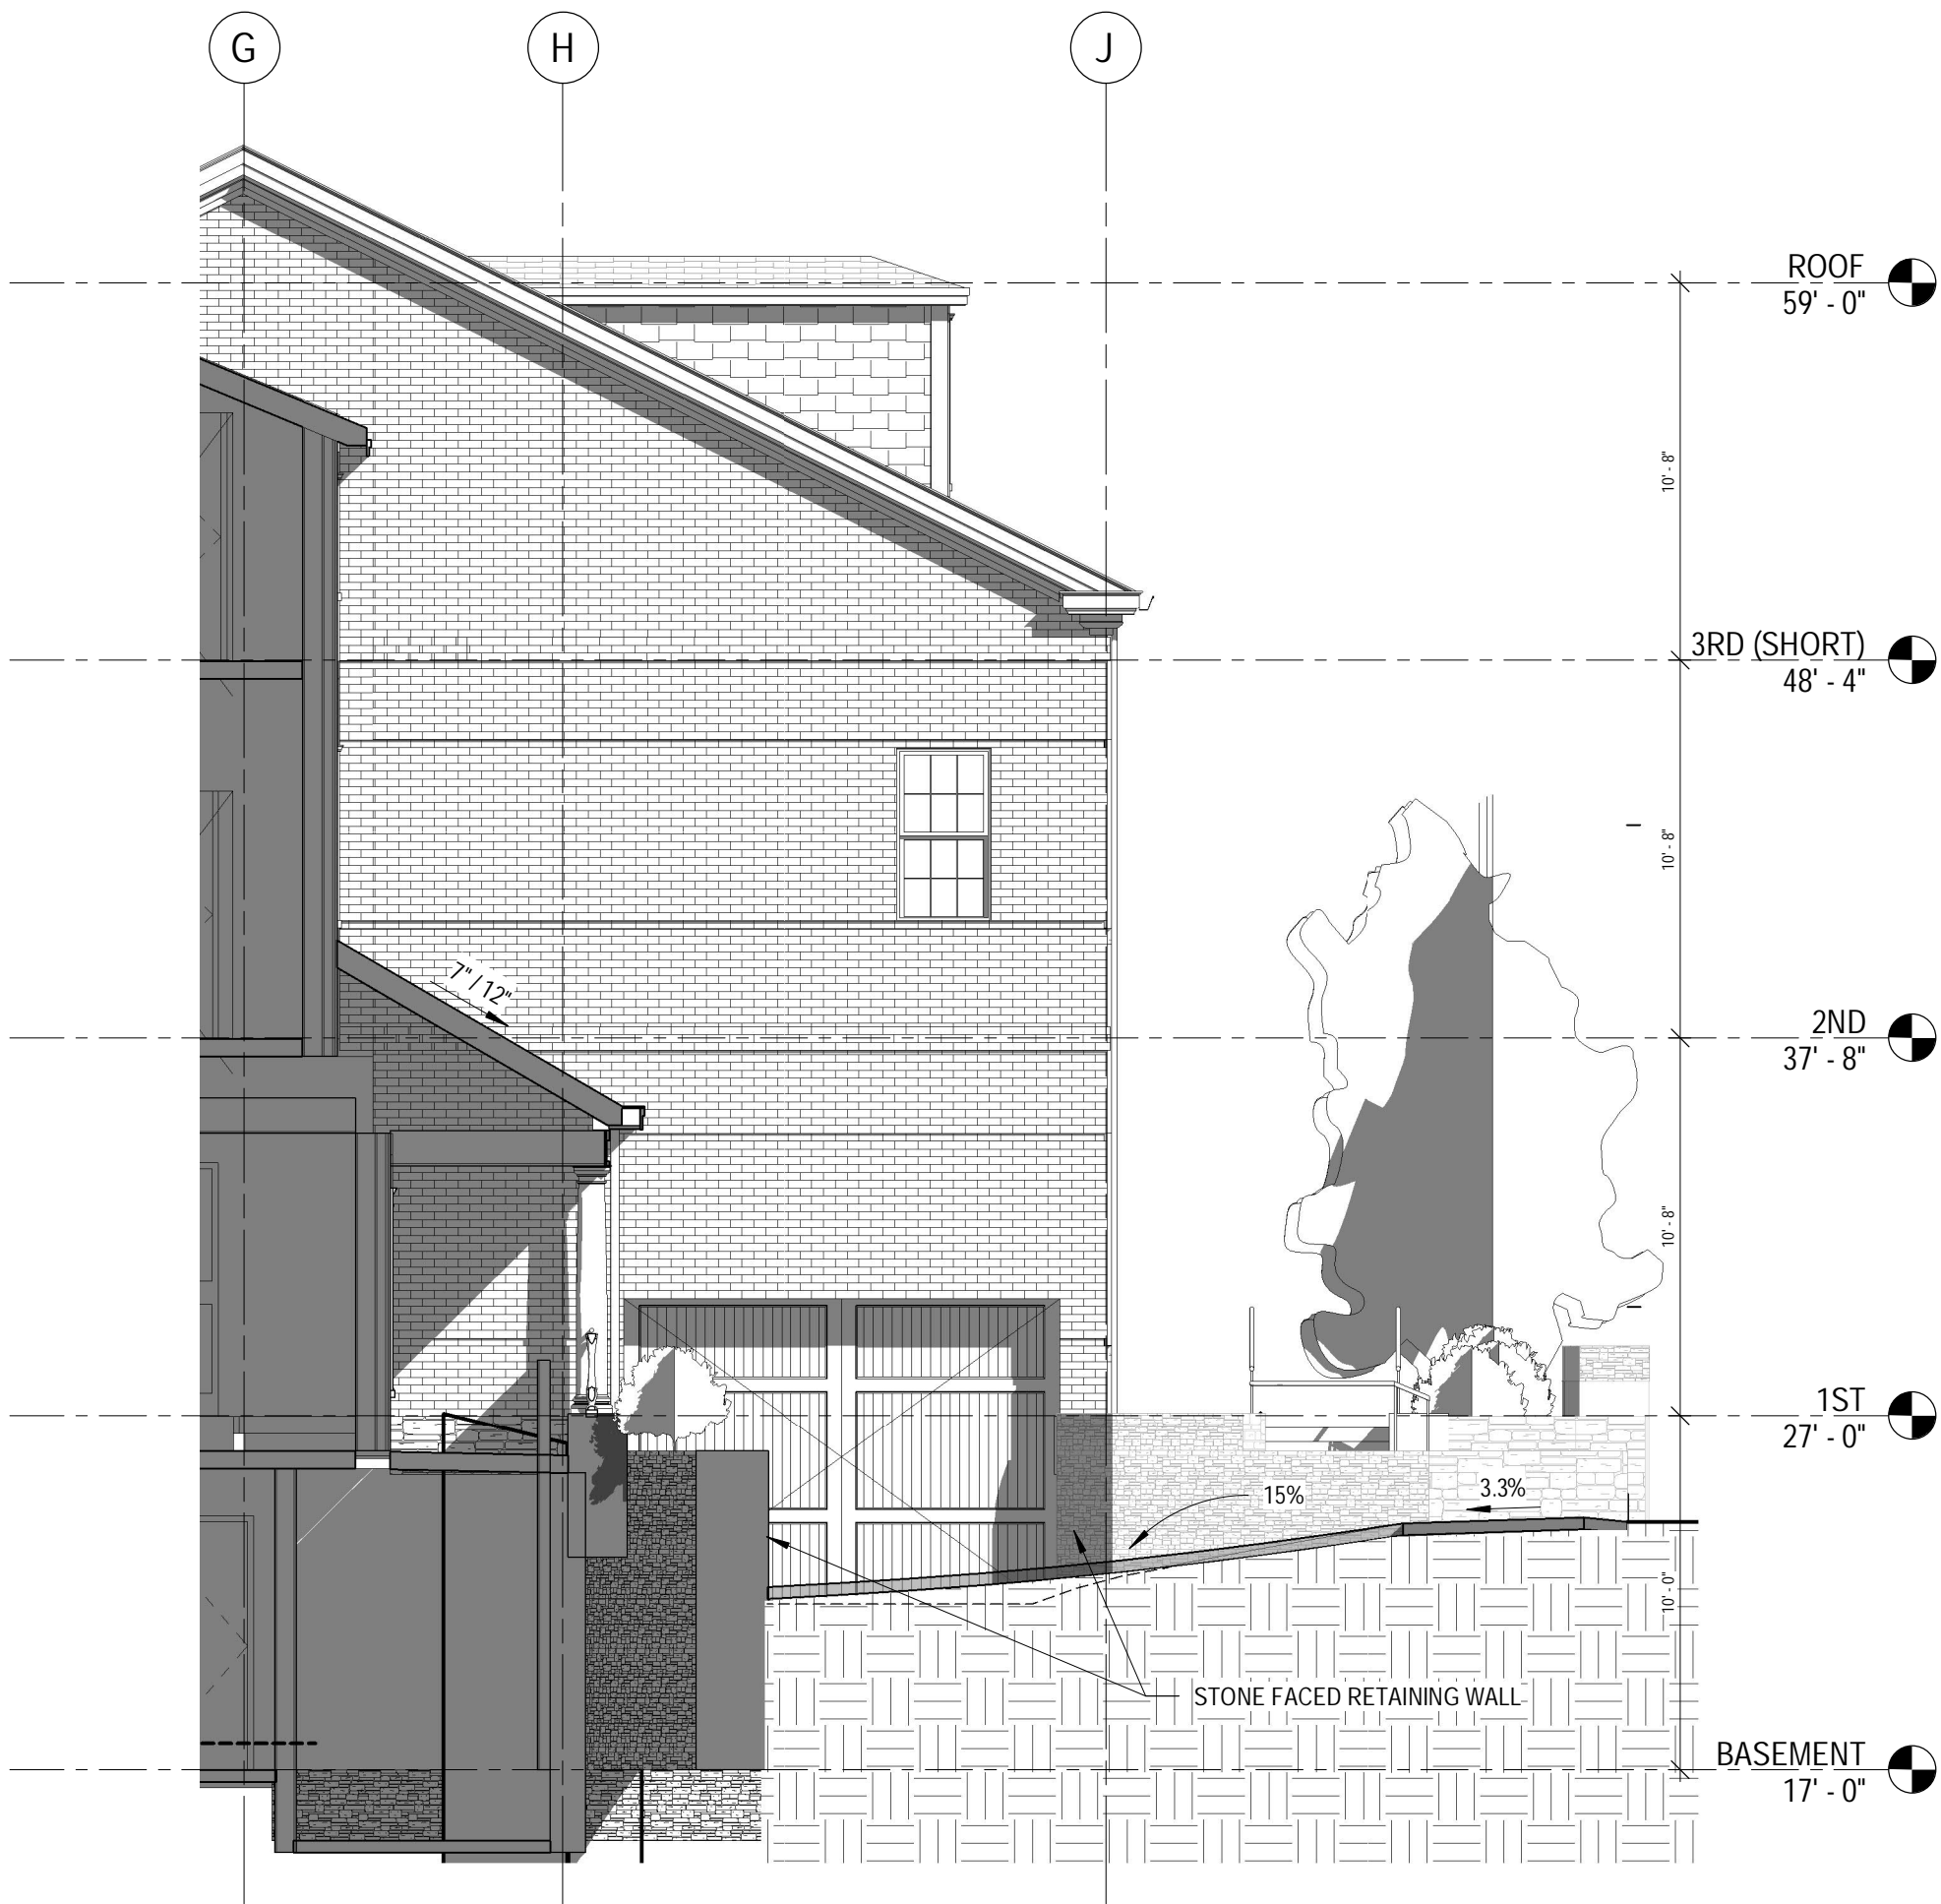 G
H
J
ROOF
59' - 0"
10' - 8"
3RD (SHORT)
48' - 4"
10' - 8"
7" / 12"
2ND
37' - 8"
10' - 8"
1ST
27' - 0"
15%
3.3%
10' - 0"
STONE FACED RETAINING WALL
BASEMENT
17' - 0"